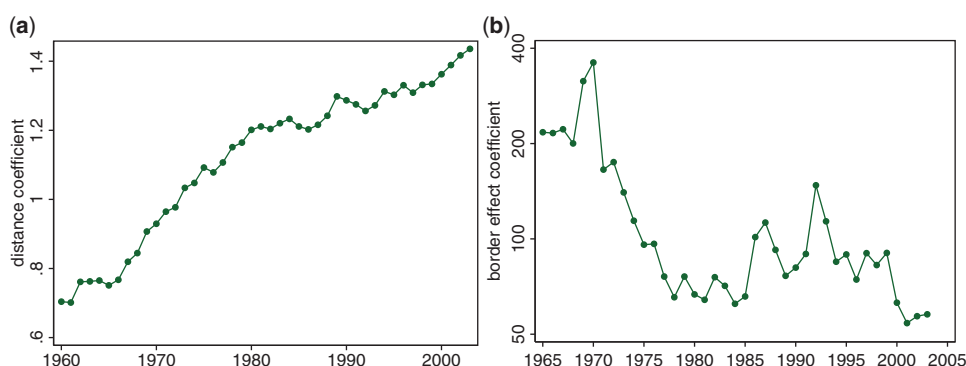 (a)
distance coefficient
1.4
1.2
1
.8
.6
1960 1970 1980 1990 2000
(b)
border effect coefficient
400
200
100
50
1965 1970 1975 1980 1985 1990 1995 2000 2005